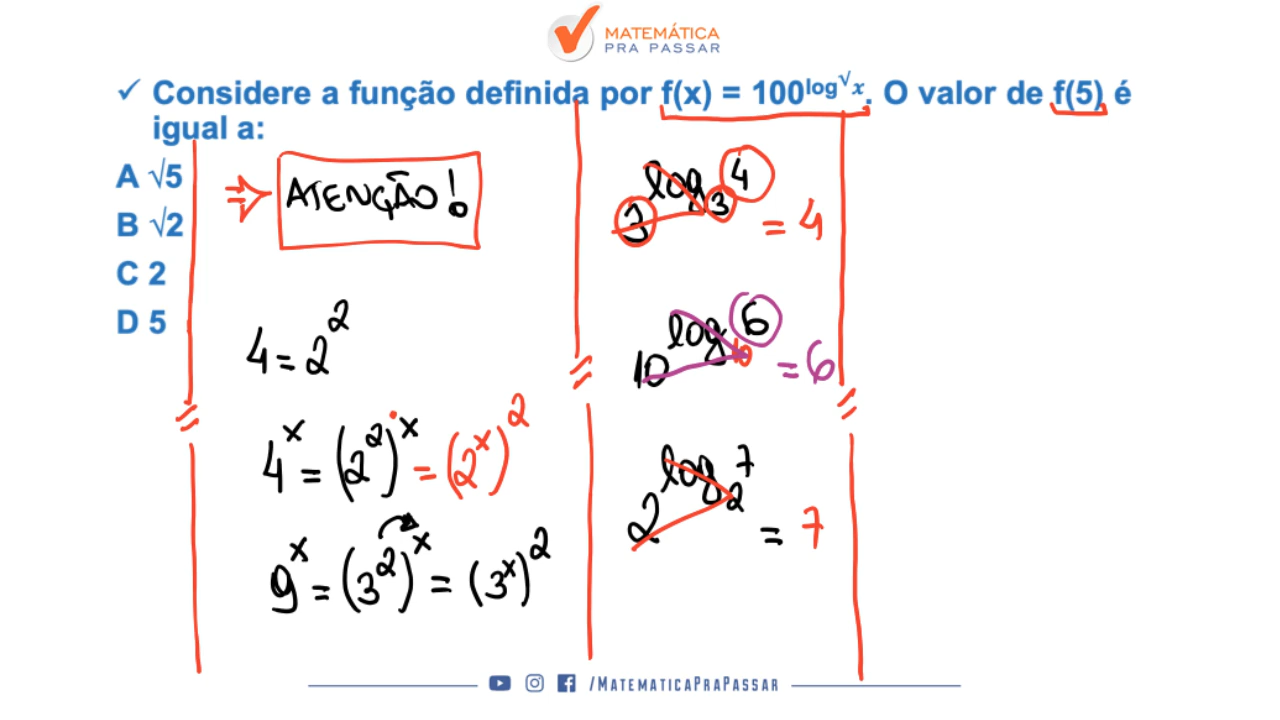 MATEMÁTICA
PRA PASSAR
✓ Considere a função definida por f(x) = 100^log√x. O valor de f(5) é
igual a:
A √5
B √2
C 2
D 5
ATENÇÃO!
4 = 2^2
4^x = (2^2)^x = (2^x)^2
9^x = (3^2)^x = (3^x)^2
3^log_3 4 = 4
10^log_10 6 = 6
2^log_2 7 = 7
/MATEMATICAPRAPASSAR